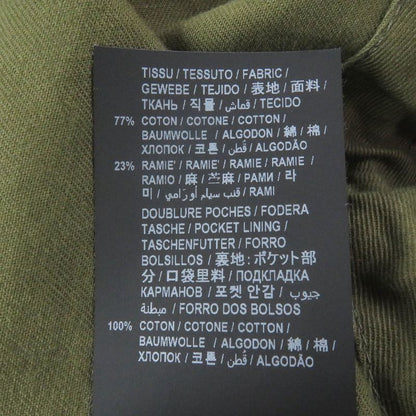 TISSU / TESSUTO / FABRIC /
GEWEBE / TEJIDO / 表地 / 面料 /
ТКАНЬ / 직물 / قماش / TECIDO
77% COTON / COTONE / COTTON /
BAUMWOLLE / ALGODON / 綿 / 棉 /
ХЛОПОК / 코튼 / قطن / ALGODÃO
23% RAMIE' / RAMIE' / RAMIE / RAMIE /
RAMIO / 麻 / 苎麻 / РАМИ / 라
미 / قنب سيام أو رامي / RAMI
DOUBLURE POCHES / FODERA
TASCHE / POCKET LINING /
TASCHENFUTTER / FORRO
BOLSILLOS / 裏地: ポケット部
分 / 口袋里料 / ПОДКЛАДКА
КАРМАНОВ / 포켓 안감 / جيوب
مبطنة / FORRO DOS BOLSOS
100% COTON / COTONE / COTTON /
BAUMWOLLE / ALGODON / 綿 / 棉 /
ХЛОПОК / 코튼 / قطن / ALGODÃO